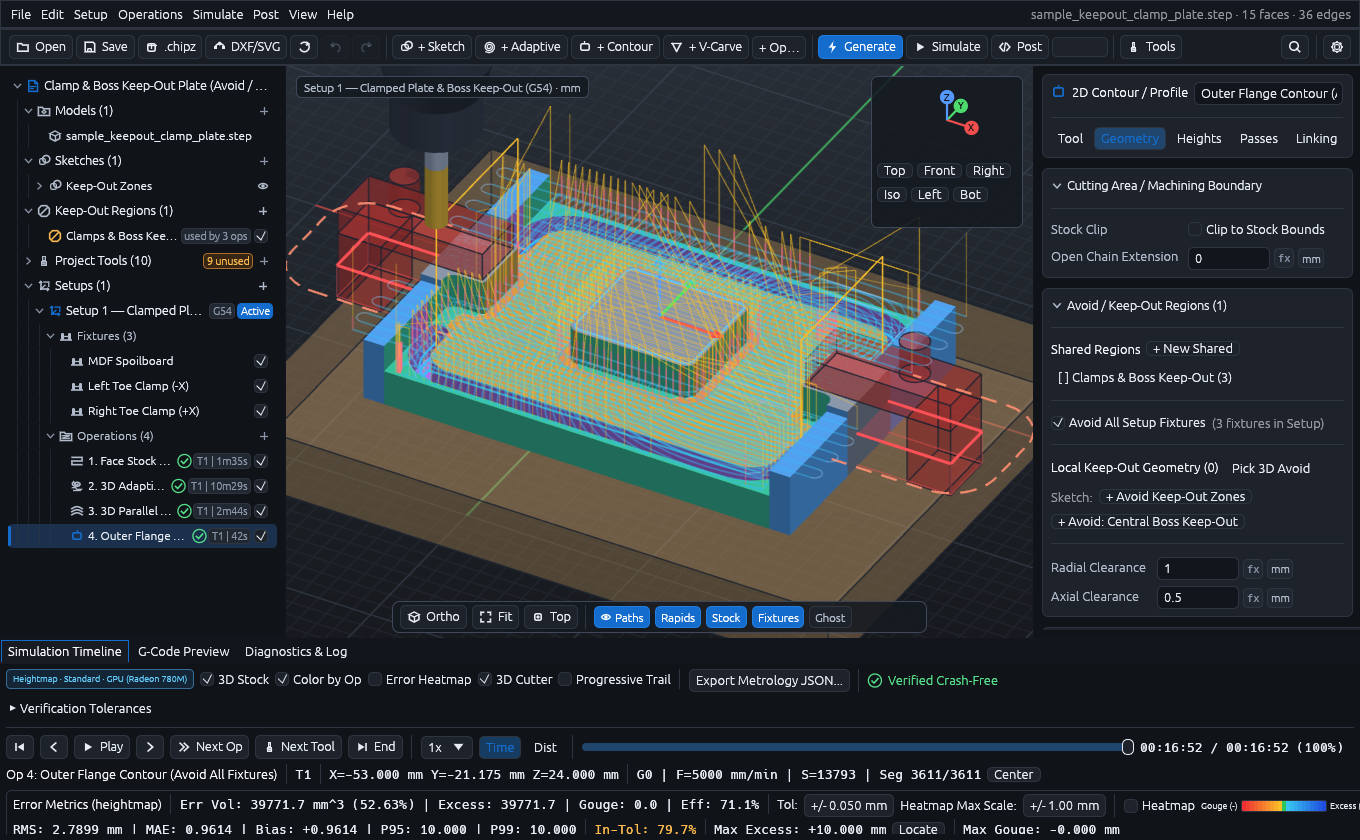 File Edit Setup Operations Simulate Post View Help
sample_keepout_clamp_plate.step · 15 faces · 36 edges
Open Save .chipz DXF/SVG + Sketch + Adaptive + Contour + V-Carve + Op... Generate Simulate Post Tools
Clamp & Boss Keep-Out Plate (Avoid / ...
Models (1)
sample_keepout_clamp_plate.step
Sketches (1)
Keep-Out Zones
Keep-Out Regions (1)
Clamps & Boss Kee... used by 3 ops
Project Tools (10) 9 unused
Setups (1)
Setup 1 — Clamped Pl... G54 Active
Fixtures (3)
MDF Spoilboard
Left Toe Clamp (-X)
Right Toe Clamp (+X)
Operations (4)
1. Face Stock ... T1 | 1m35s
2. 3D Adapti... T1 | 10m29s
3. 3D Parallel ... T1 | 2m44s
4. Outer Flange ... T1 | 42s
Setup 1 — Clamped Plate & Boss Keep-Out (G54) · mm
Z
Y
X
Top Front Right
Iso Left Bot
Ortho Fit Top Paths Rapids Stock Fixtures Ghost
2D Contour / Profile Outer Flange Contour (A
Tool Geometry Heights Passes Linking
Cutting Area / Machining Boundary
Stock Clip Clip to Stock Bounds
Open Chain Extension 0 fx mm
Avoid / Keep-Out Regions (1)
Shared Regions + New Shared
[ ] Clamps & Boss Keep-Out (3)
Avoid All Setup Fixtures (3 fixtures in Setup)
Local Keep-Out Geometry (0) Pick 3D Avoid
Sketch: + Avoid Keep-Out Zones
+ Avoid: Central Boss Keep-Out
Radial Clearance 1 fx mm
Axial Clearance 0.5 fx mm
Simulation Timeline G-Code Preview Diagnostics & Log
Heightmap · Standard · GPU (Radeon 780M) 3D Stock Color by Op Error Heatmap 3D Cutter Progressive Trail Export Metrology JSON... Verified Crash-Free
Verification Tolerances
Play Next Op Next Tool End 1x Time Dist 00:16:52 / 00:16:52 (100%)
Op 4: Outer Flange Contour (Avoid All Fixtures) T1 X=-53.000 mm Y=-21.175 mm Z=24.000 mm G0 | F=5000 mm/min | S=13793 | Seg 3611/3611 Center
Error Metrics (heightmap) Err Vol: 39771.7 mm^3 (52.63%) | Excess: 39771.7 | Gouge: 0.0 | Eff: 71.1% Tol: +/-0.050 mm Heatmap Max Scale: +/-1.00 mm Heatmap Gouge (-) Excess
RMS: 2.7899 mm | MAE: 0.9614 | Bias: +0.9614 | P95: 10.000 | P99: 10.000 In-Tol: 79.7% Max Excess: +10.000 mm Locate Max Gouge: -0.000 mm